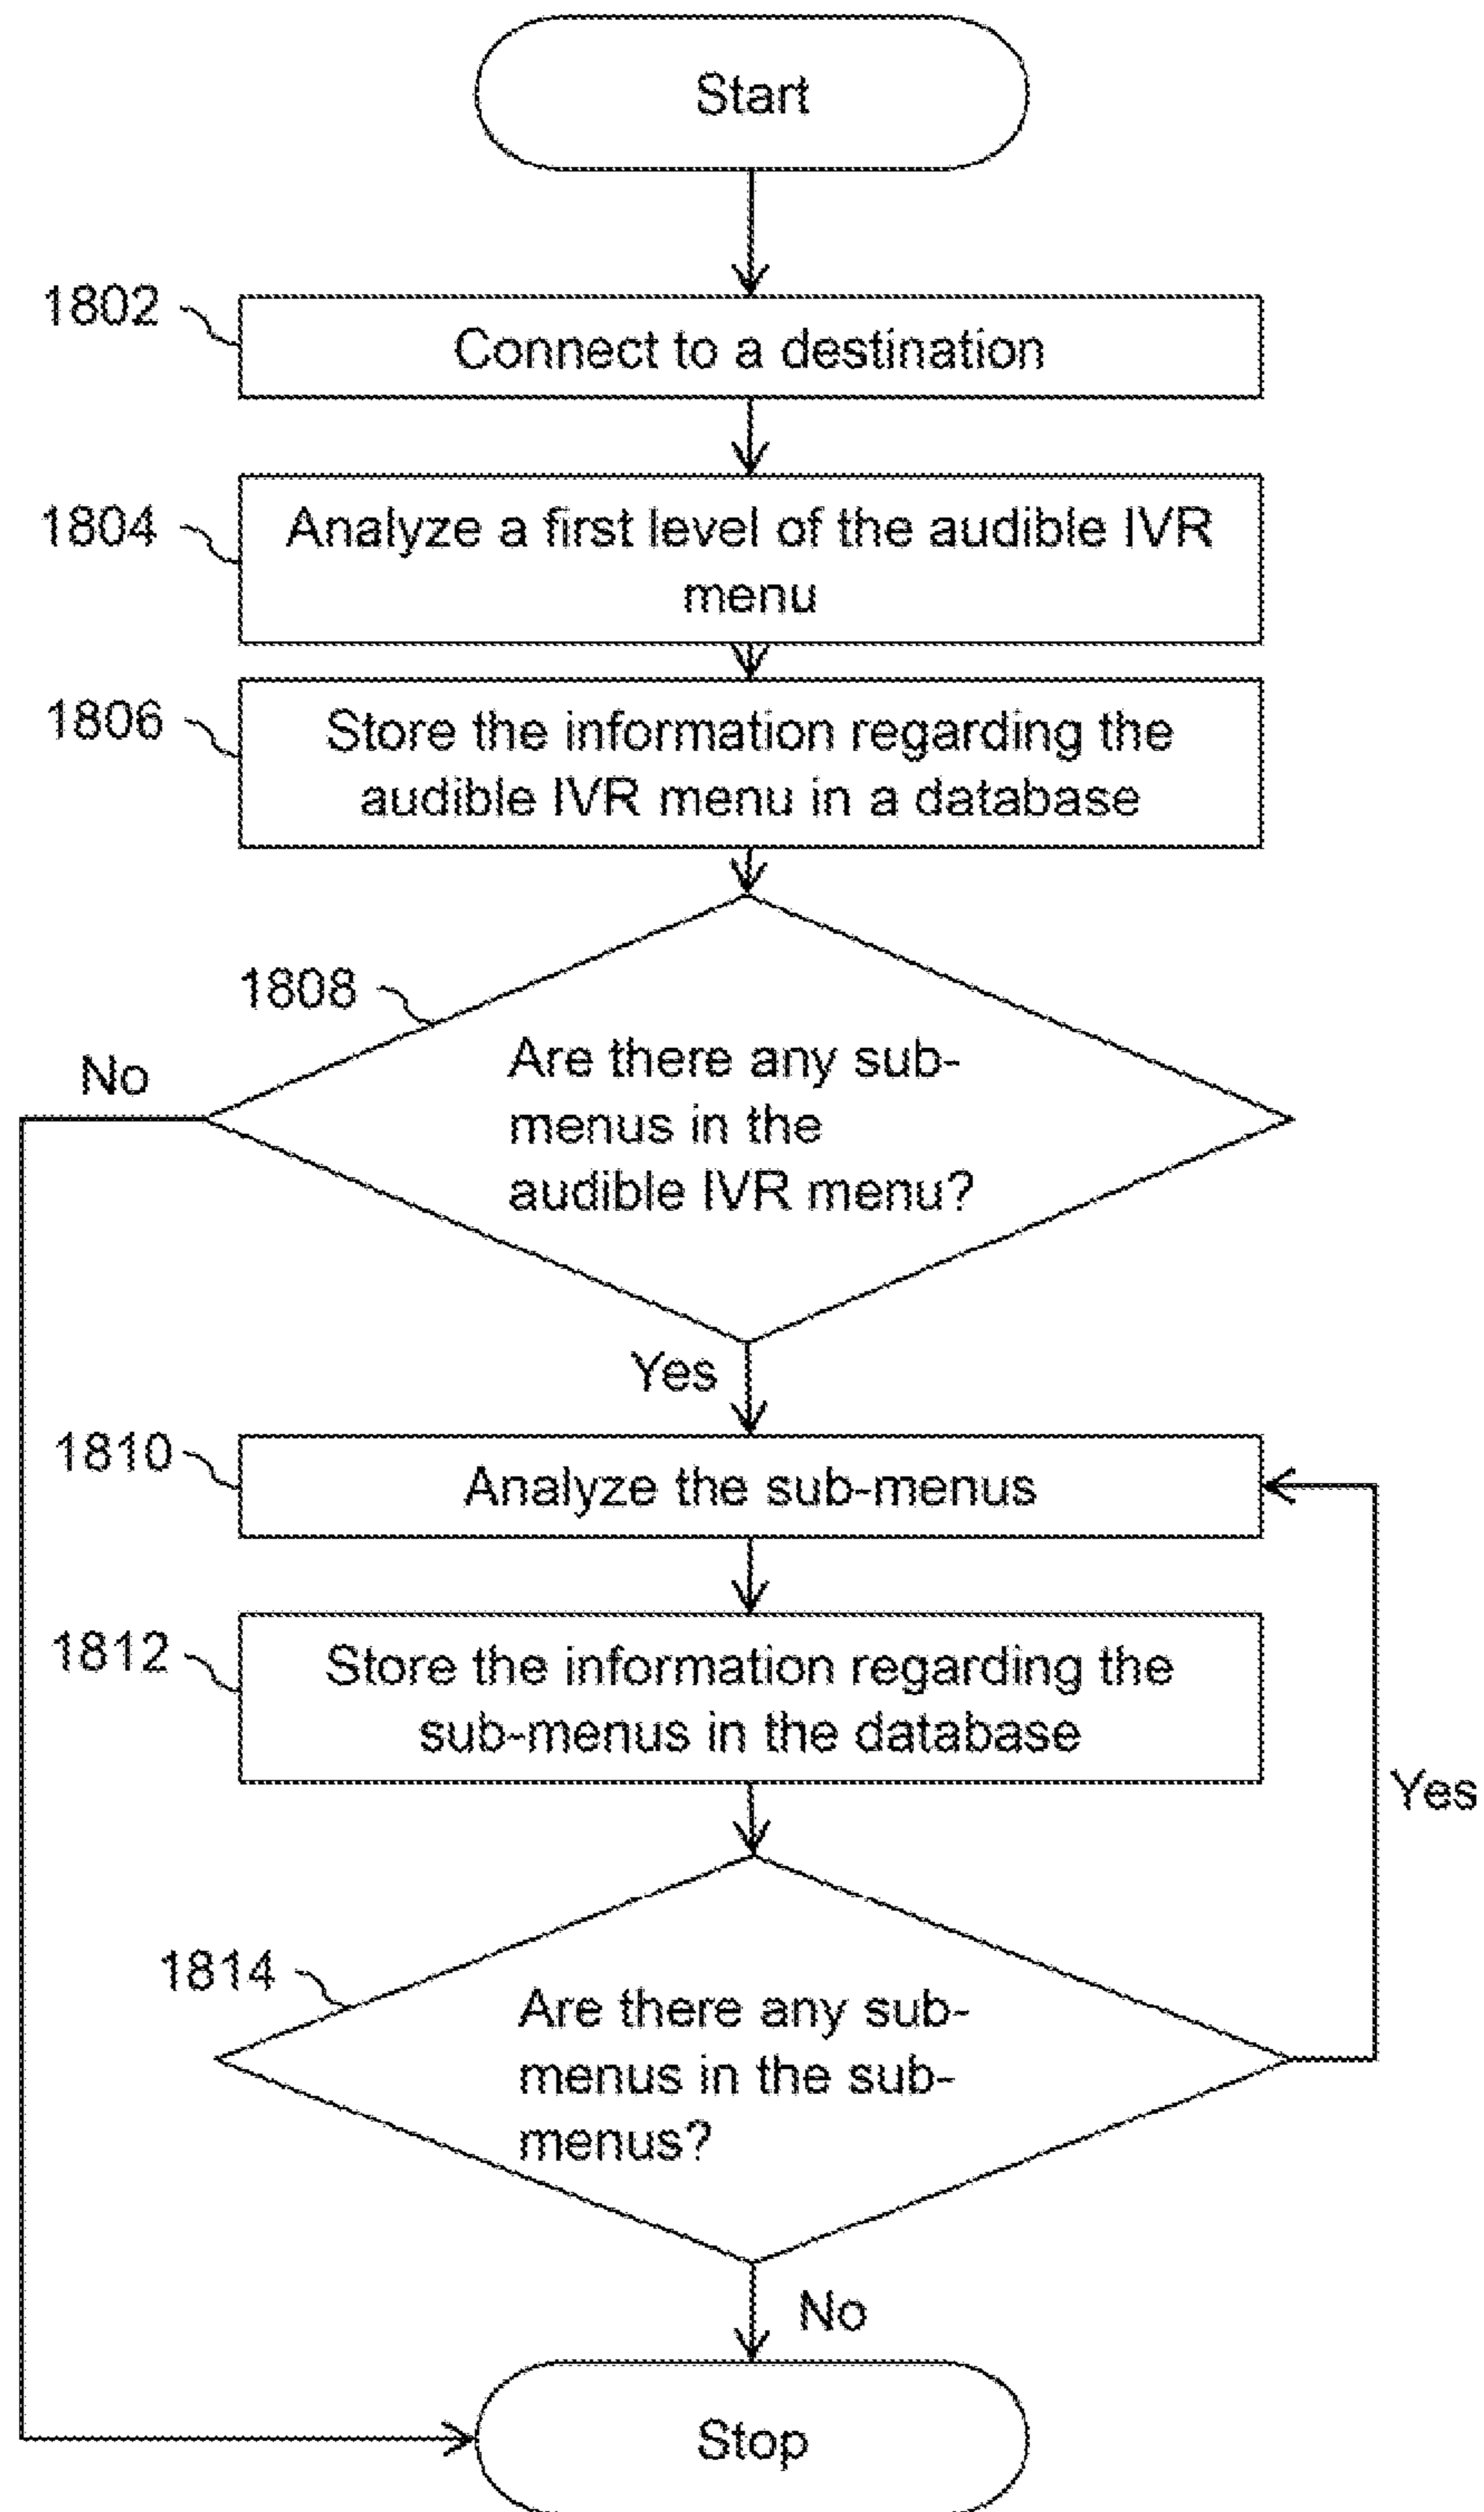 Start
1802
Connect to a destination
1804
Analyze a first level of the audible IVR
menu
1806
Store the information regarding the
audible IVR menu in a database
1808
Are there any sub-
menus in the
audible IVR menu?
No
Yes
1810
Analyze the sub-menus
1812
Store the information regarding the
sub-menus in the database
Yes
1814
Are there any sub-
menus in the sub-
menus?
No
Stop